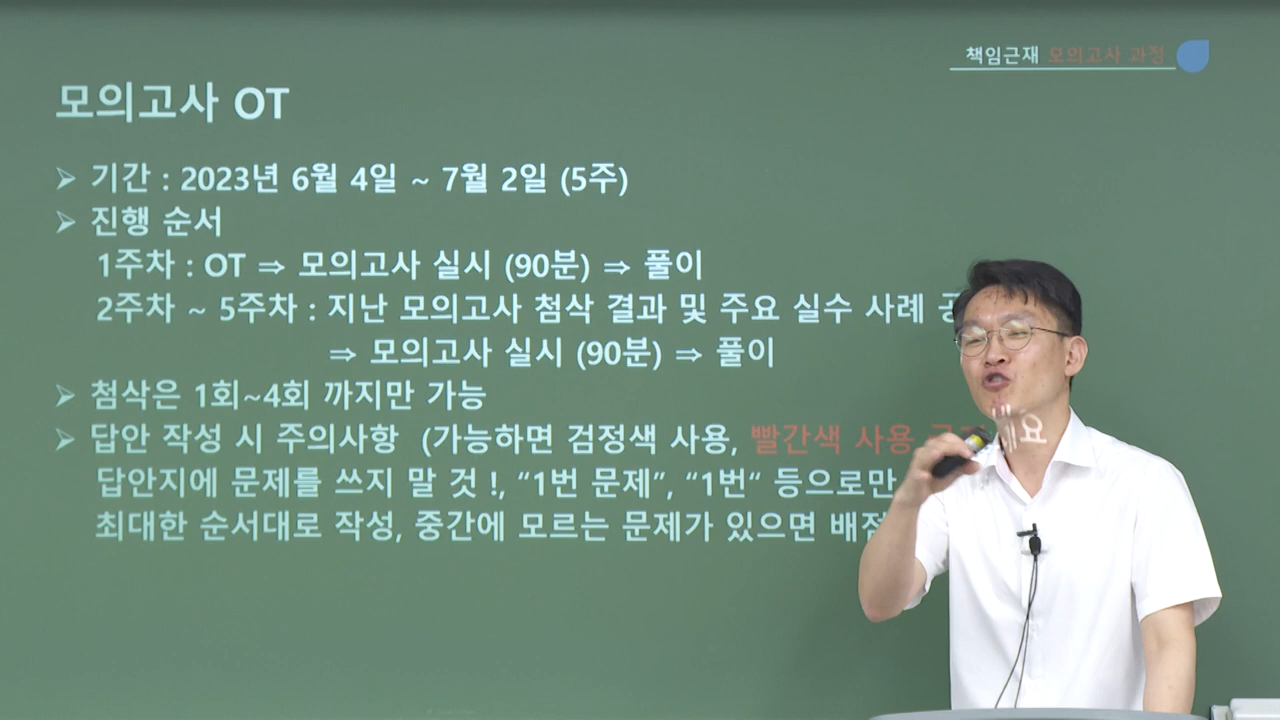 책임근재 모의고사 과정
모의고사 OT
➢ 기간 : 2023년 6월 4일 ~ 7월 2일 (5주)
➢ 진행 순서
1주차 : OT ⇒ 모의고사 실시 (90분) ⇒ 풀이
2주차 ~ 5주차 : 지난 모의고사 첨삭 결과 및 주요 실수 사례
⇒ 모의고사 실시 (90분) ⇒ 풀이
➢ 첨삭은 1회~4회 까지만 가능
➢ 답안 작성 시 주의사항 (가능하면 검정색 사용, 빨간색 사용
답안지에 문제를 쓰지 말 것 !, “1번 문제”, “1번“ 등으로만
최대한 순서대로 작성, 중간에 모르는 문제가 있으면